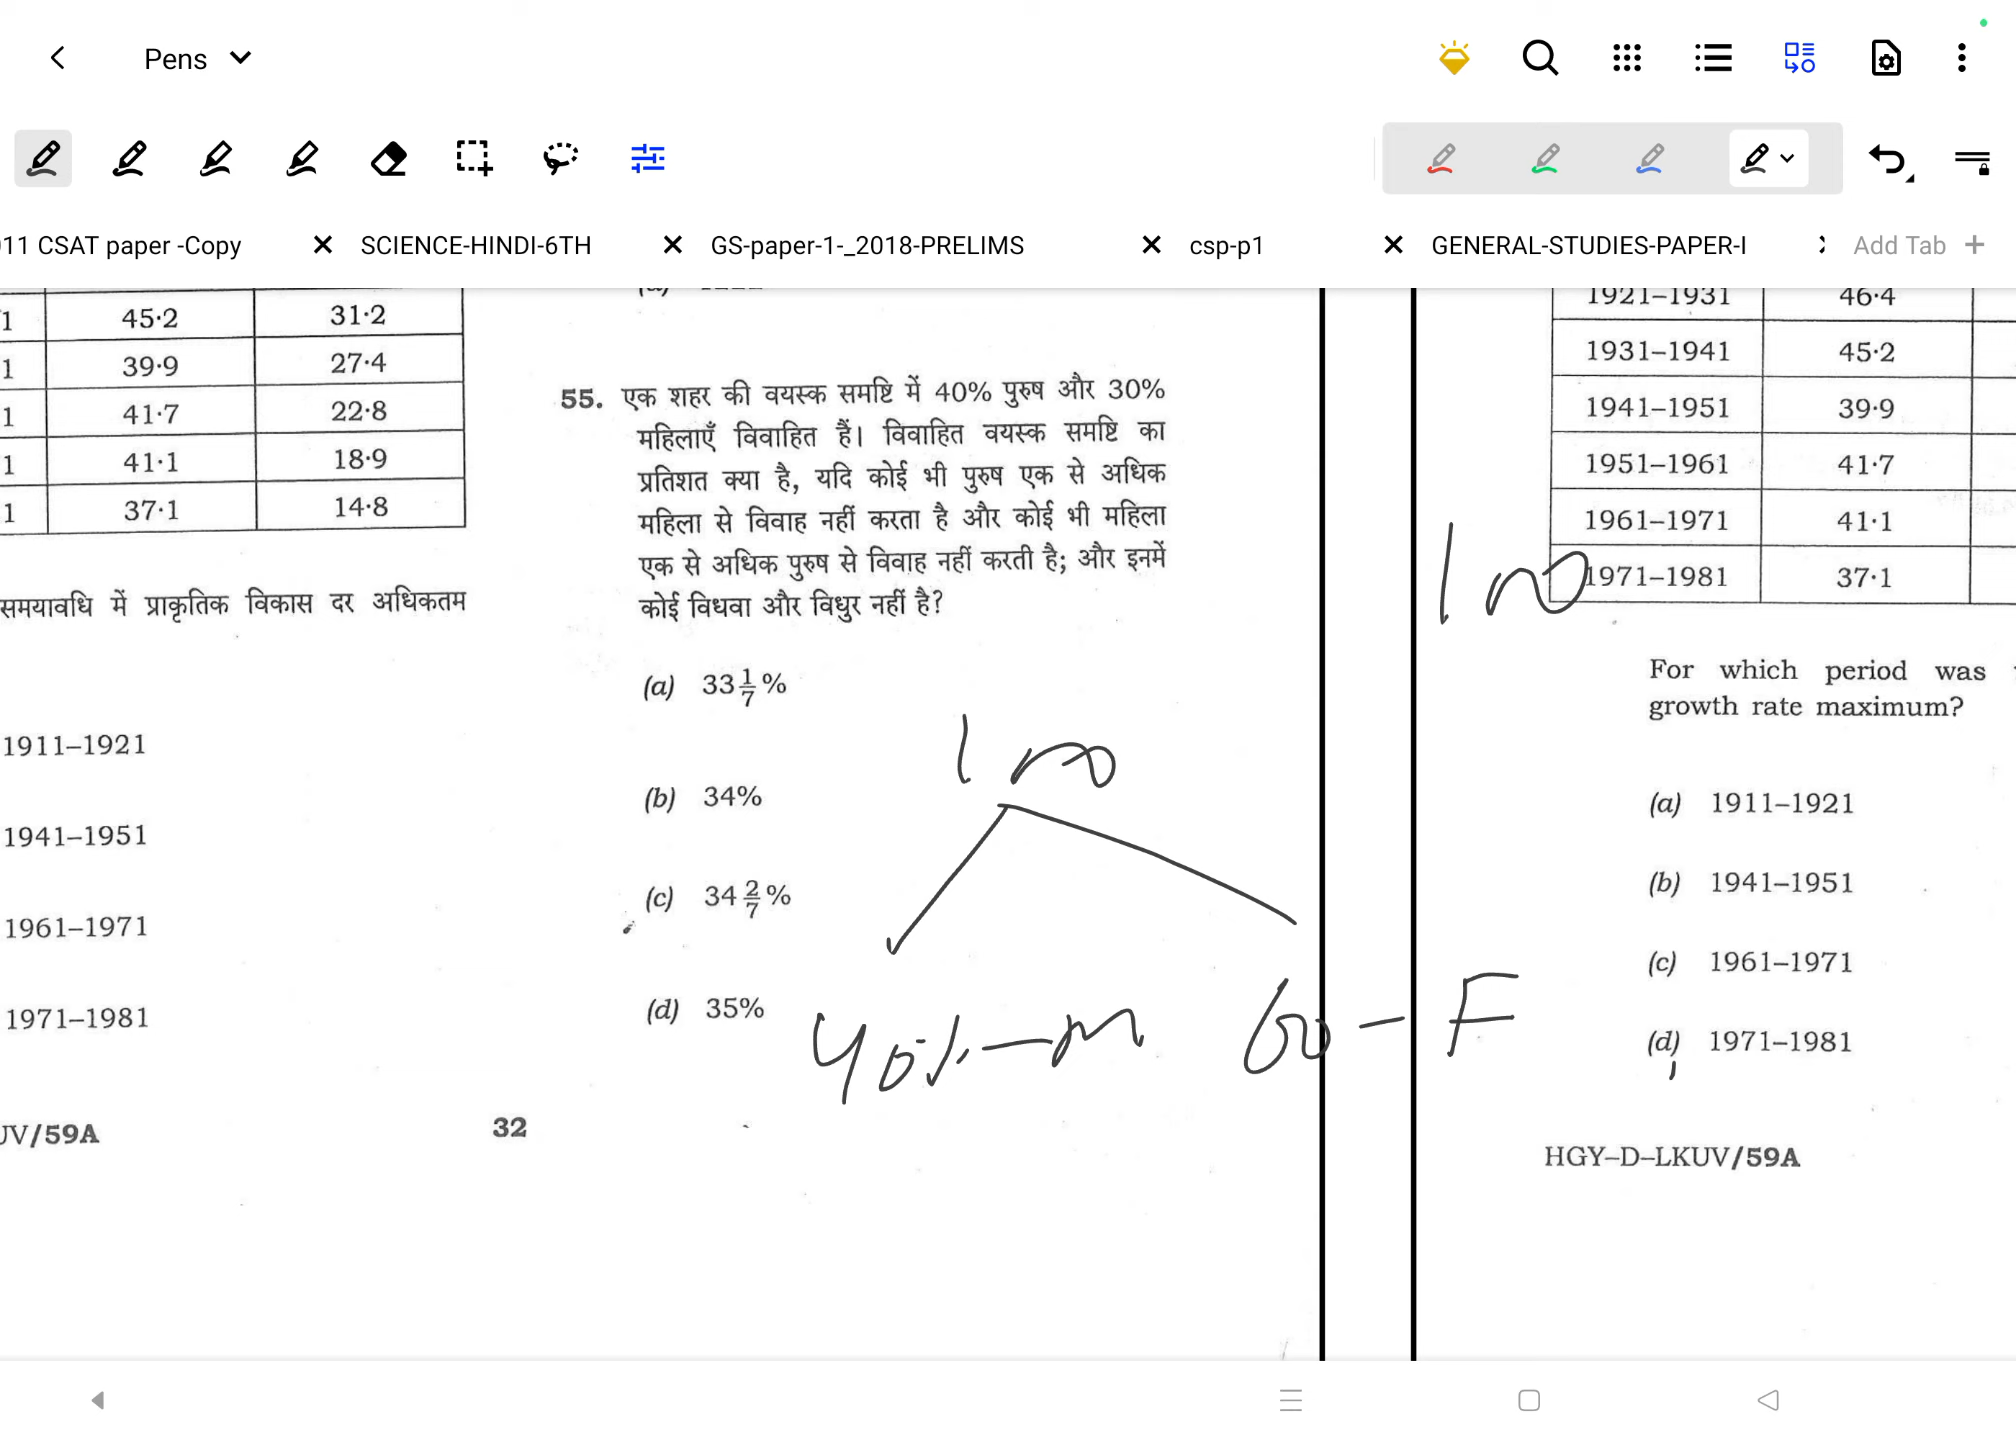 Pens
11 CSAT paper -Copy
SCIENCE-HINDI-6TH
GS-paper-1-_2018-PRELIMS
csp-p1
GENERAL-STUDIES-PAPER-I
Add Tab +
1 45·2 31·2
1 39·9 27·4
1 41·7 22·8
1 41·1 18·9
1 37·1 14·8
समयावधि में प्राकृतिक विकास दर अधिकतम
1911–1921
1941–1951
1961–1971
1971–1981
UV/59A
32
55. एक शहर की वयस्क समष्टि में 40% पुरुष और 30%
महिलाएँ विवाहित हैं। विवाहित वयस्क समष्टि का
प्रतिशत क्या है, यदि कोई भी पुरुष एक से अधिक
महिला से विवाह नहीं करता है और कोई भी महिला
एक से अधिक पुरुष से विवाह नहीं करती है; और इनमें
कोई विधवा और विधुर नहीं है?
(a) 33 1/7 %
(b) 34%
(c) 34 2/7 %
(d) 35%
100
40%-m 60-F
1921–1931 46·4
1931–1941 45·2
1941–1951 39·9
1951–1961 41·7
1961–1971 41·1
1971–1981 37·1
100
For which period was
growth rate maximum?
(a) 1911–1921
(b) 1941–1951
(c) 1961–1971
(d) 1971–1981
HGY–D–LKUV/59A